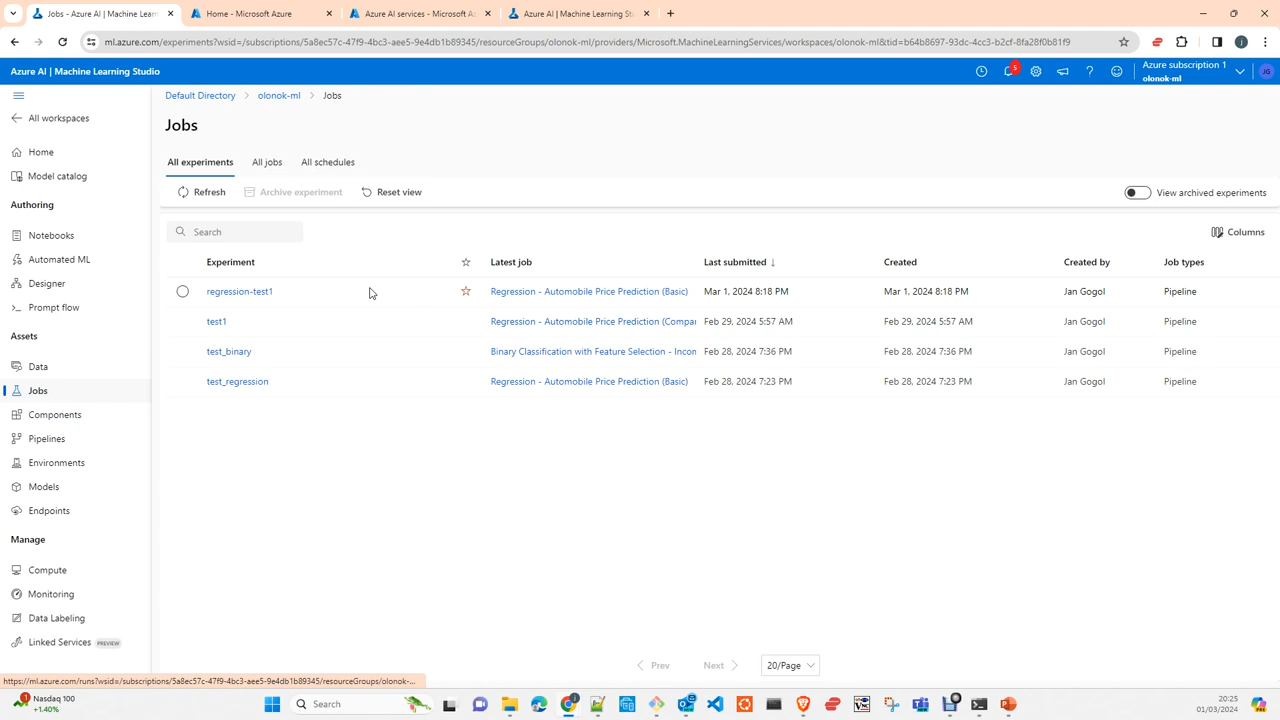 Jobs - Azure AI | Machine Learn
Home - Microsoft Azure
Azure AI services - Microsoft Az
Azure AI | Machine Learning Stu
ml.azure.com/experiments?wsid=/subscriptions/5a8ec57c-47f9-4bc3-aee5-9e4db1b89345/resourceGroups/olonok-ml/providers/Microsoft.MachineLearningServices/workspaces/olonok-ml&tid=b64b8697-93dc-4cc3-b2cf-8fa28f0b81f9
Azure AI | Machine Learning Studio
5
Azure subscription 1
olonok-ml
JG
All workspaces
Home
Model catalog
Authoring
Notebooks
Automated ML
Designer
Prompt flow
Assets
Data
Jobs
Components
Pipelines
Environments
Models
Endpoints
Manage
Compute
Monitoring
Data Labeling
Linked Services PREVIEW
Default Directory > olonok-ml > Jobs
Jobs
All experiments All jobs All schedules
Refresh Archive experiment Reset view View archived experiments
Search Columns
Experiment Latest job Last submitted ↓ Created Created by Job types
regression-test1 Regression - Automobile Price Prediction (Basic) Mar 1, 2024 8:18 PM Mar 1, 2024 8:18 PM Jan Gogol Pipeline
test1 Regression - Automobile Price Prediction (Compar Feb 29, 2024 5:57 AM Feb 29, 2024 5:57 AM Jan Gogol Pipeline
test_binary Binary Classification with Feature Selection - Incon Feb 28, 2024 7:36 PM Feb 28, 2024 7:36 PM Jan Gogol Pipeline
test_regression Regression - Automobile Price Prediction (Basic) Feb 28, 2024 7:23 PM Feb 28, 2024 7:23 PM Jan Gogol Pipeline
< Prev Next > 20/Page
https://ml.azure.com/runs?wsid=/subscriptions/5a8ec57c-47f9-4bc3-aee5-9e4db1b89345/resourceGroups/olonok-...
1
Nasdaq 100
+1.40%
Search
20:25
01/03/2024